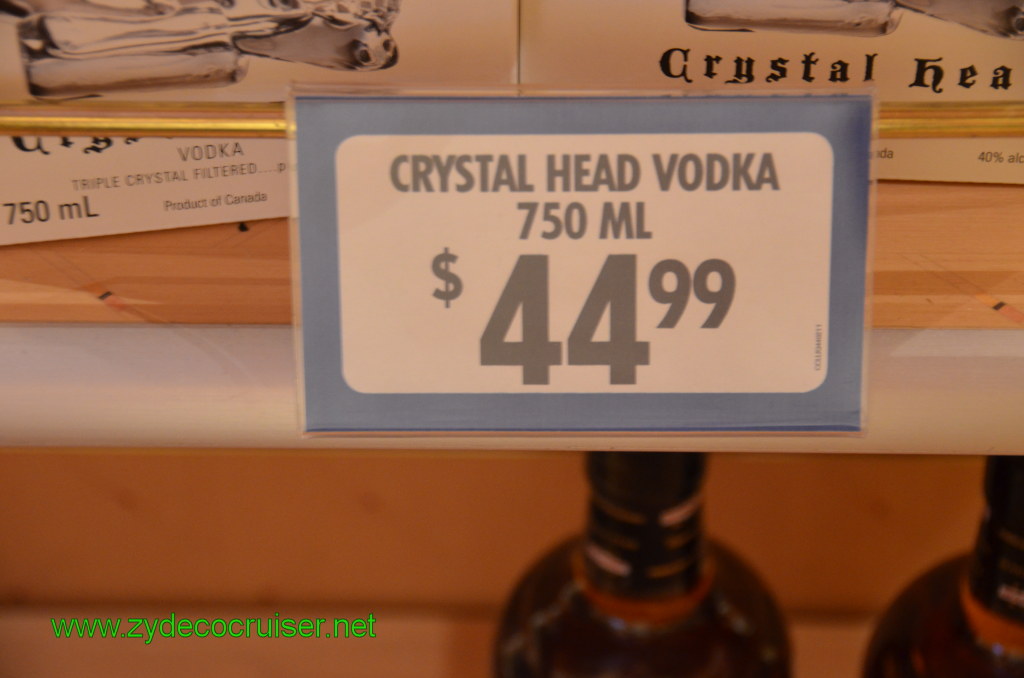 Crystal Hea
VODKA
TRIPLE CRYSTAL FILTERED....P
750 mL
Product of Canada
CRYSTAL HEAD VODKA
750 ML
$ 44 99
40% alc
www.zydecocruiser.net